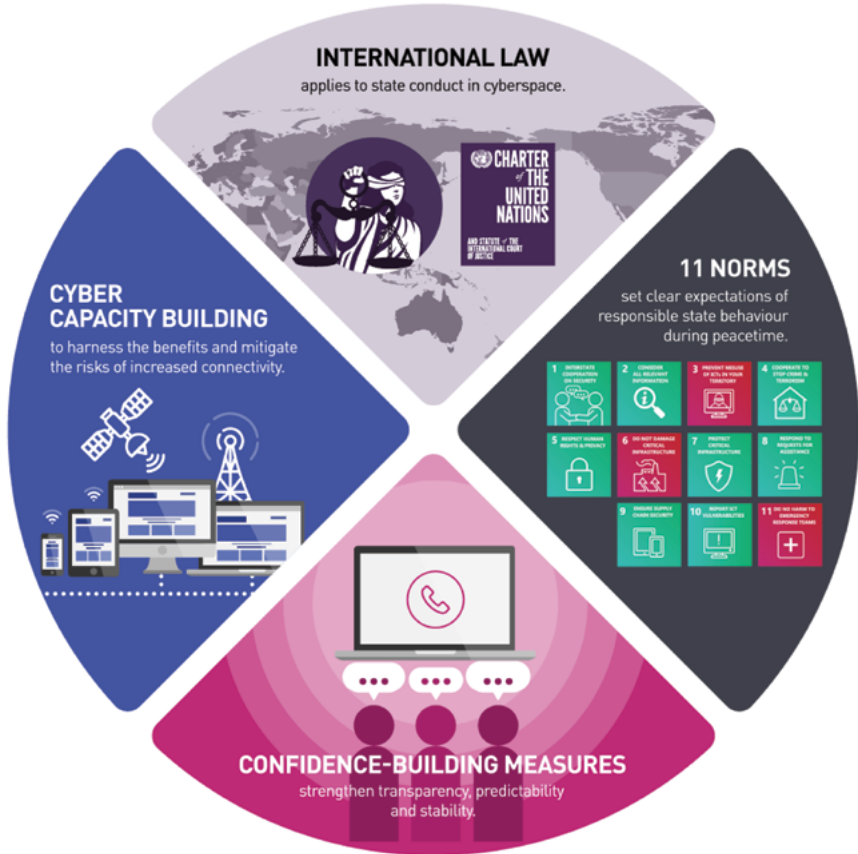 INTERNATIONAL LAW
applies to state conduct in cyberspace.
CHARTER
of THE
UNITED
NATIONS
AND STATUTE of THE
INTERNATIONAL COURT
OF JUSTICE
CYBER
CAPACITY BUILDING
to harness the benefits and mitigate
the risks of increased connectivity.
11 NORMS
set clear expectations of
responsible state behaviour
during peacetime.
1 INTERSTATE
COOPERATION
ON SECURITY
2 CONSIDER
ALL RELEVANT
INFORMATION
3 PREVENT MISUSE
OF ICTs IN YOUR
TERRITORY
4 COOPERATE TO
STOP CRIME &
TERRORISM
5 RESPECT HUMAN
RIGHTS & PRIVACY
6 DO NOT DAMAGE
CRITICAL
INFRASTRUCTURE
7 PROTECT
CRITICAL
INFRASTRUCTURE
8 RESPOND TO
REQUESTS FOR
ASSISTANCE
9 ENSURE SUPPLY
CHAIN SECURITY
10 REPORT ICT
VULNERABILITIES
11 DO NO HARM TO
EMERGENCY
RESPONSE TEAMS
CONFIDENCE-BUILDING MEASURES
strengthen transparency, predictability
and stability.